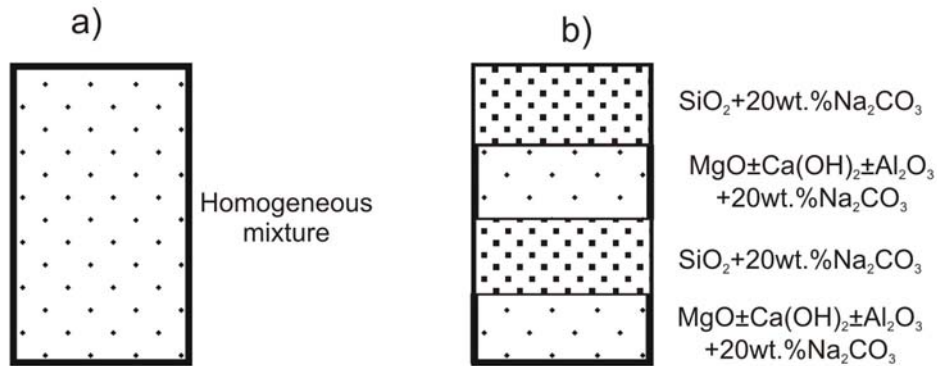 a)
Homogeneous
mixture
b)
SiO₂+20wt.%Na₂CO₃
MgO±Ca(OH)₂±Al₂O₃
+20wt.%Na₂CO₃
SiO₂+20wt.%Na₂CO₃
MgO±Ca(OH)₂±Al₂O₃
+20wt.%Na₂CO₃